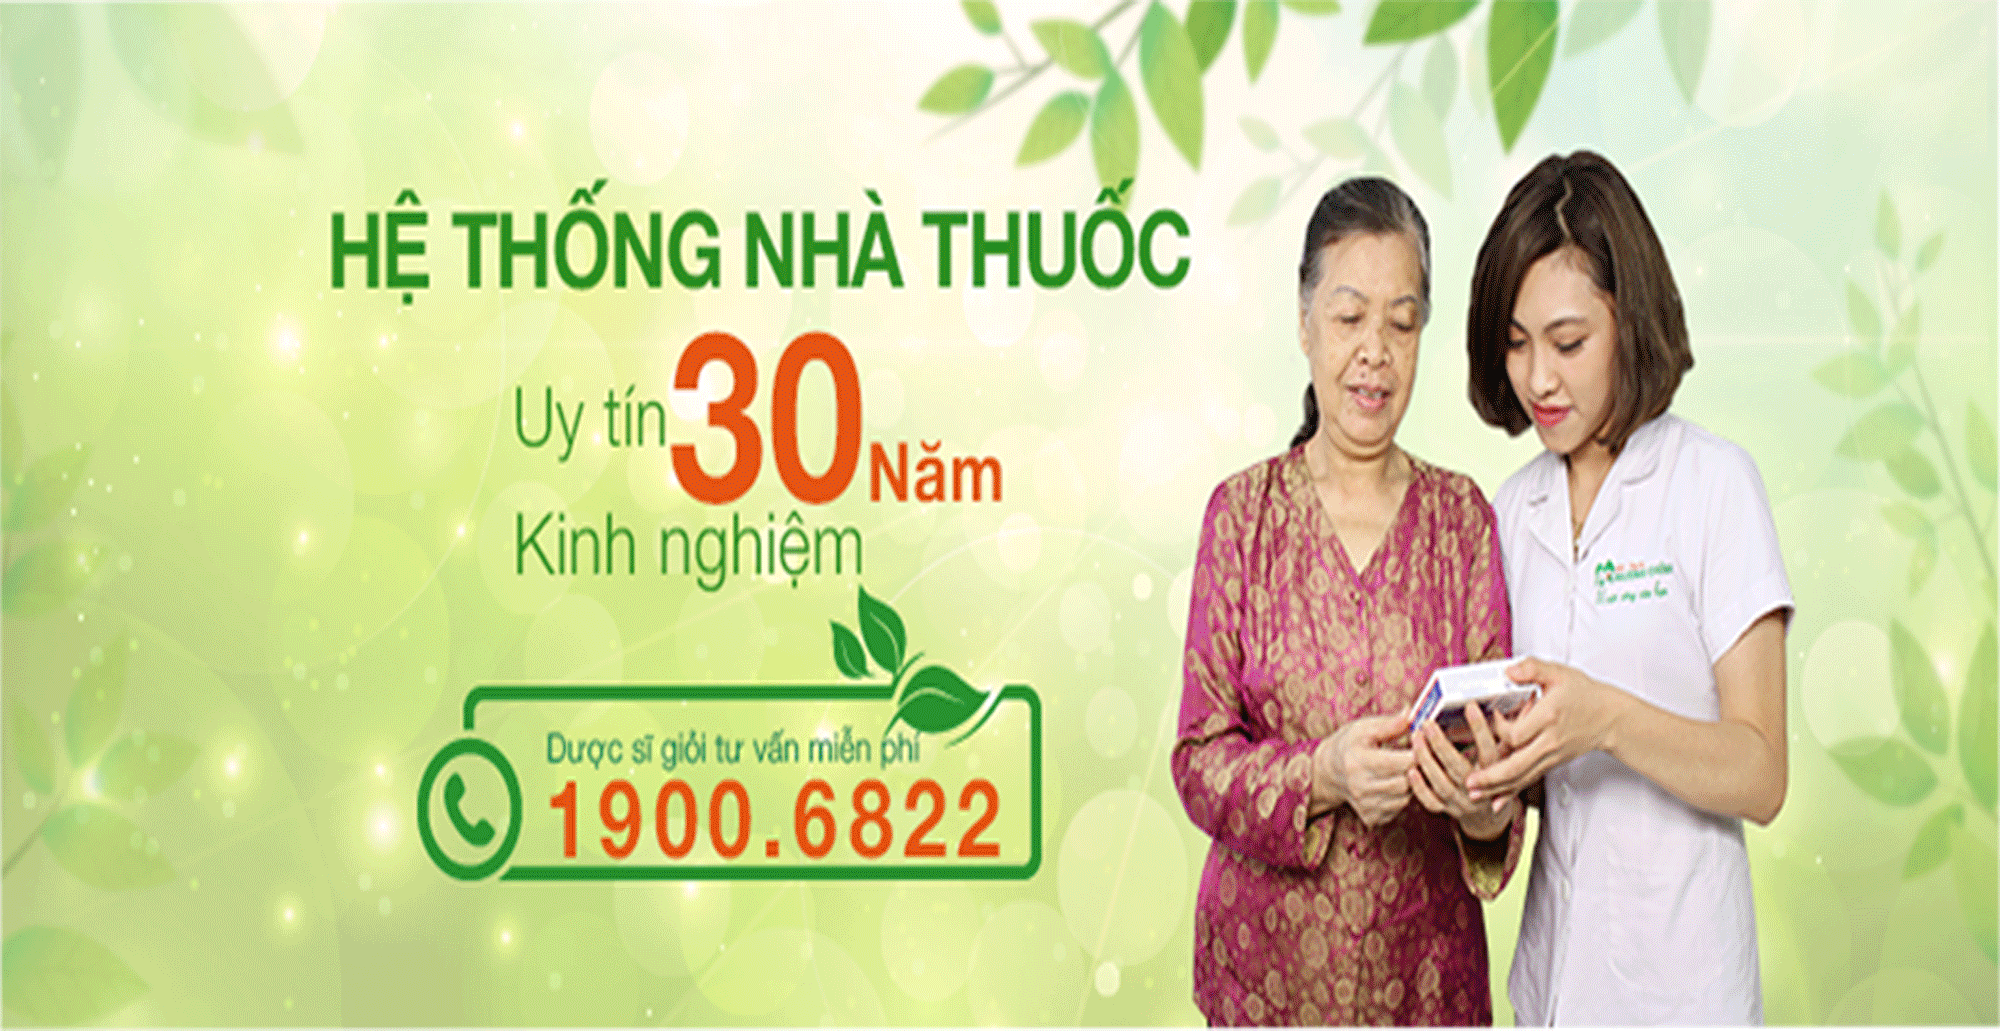 HỆ THỐNG NHÀ THUỐC
Uy tín 30 Năm
Kinh nghiệm
Dược sĩ giỏi tư vấn miễn phí
1900.6822